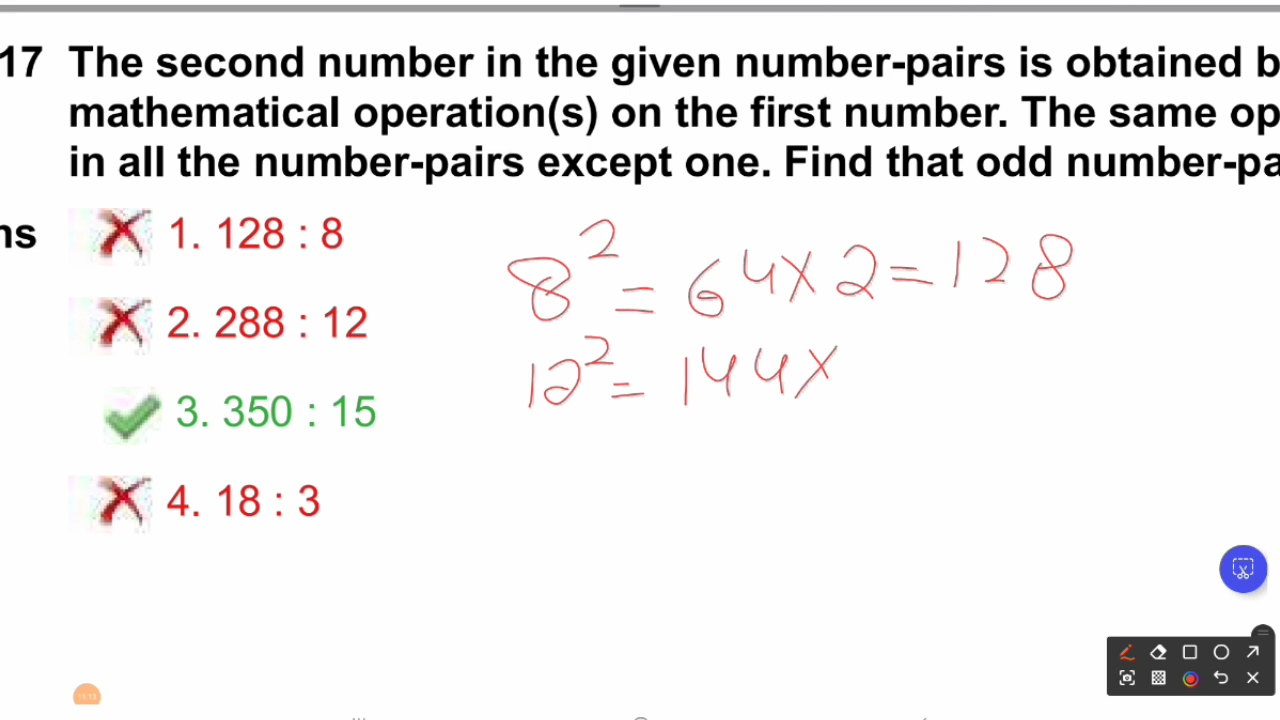 17 The second number in the given number-pairs is obtained b
mathematical operation(s) on the first number. The same op
in all the number-pairs except one. Find that odd number-pa
ns
1. 128 : 8
2. 288 : 12
3. 350 : 15
4. 18 : 3
8² = 64 × 2 = 128
12² = 144 ×